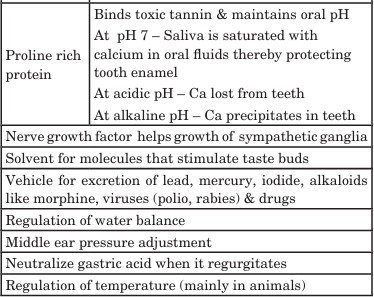 Binds toxic tannin & maintains oral pH
At pH 7 – Saliva is saturated with
calcium in oral fluids thereby protecting
tooth enamel
At acidic pH – Ca lost from teeth
At alkaline pH – Ca precipitates in teeth
Proline rich
protein
Nerve growth factor helps growth of sympathetic ganglia
Solvent for molecules that stimulate taste buds
Vehicle for excretion of lead, mercury, iodide, alkaloids
like morphine, viruses (polio, rabies) & drugs
Regulation of water balance
Middle ear pressure adjustment
Neutralize gastric acid when it regurgitates
Regulation of temperature (mainly in animals)